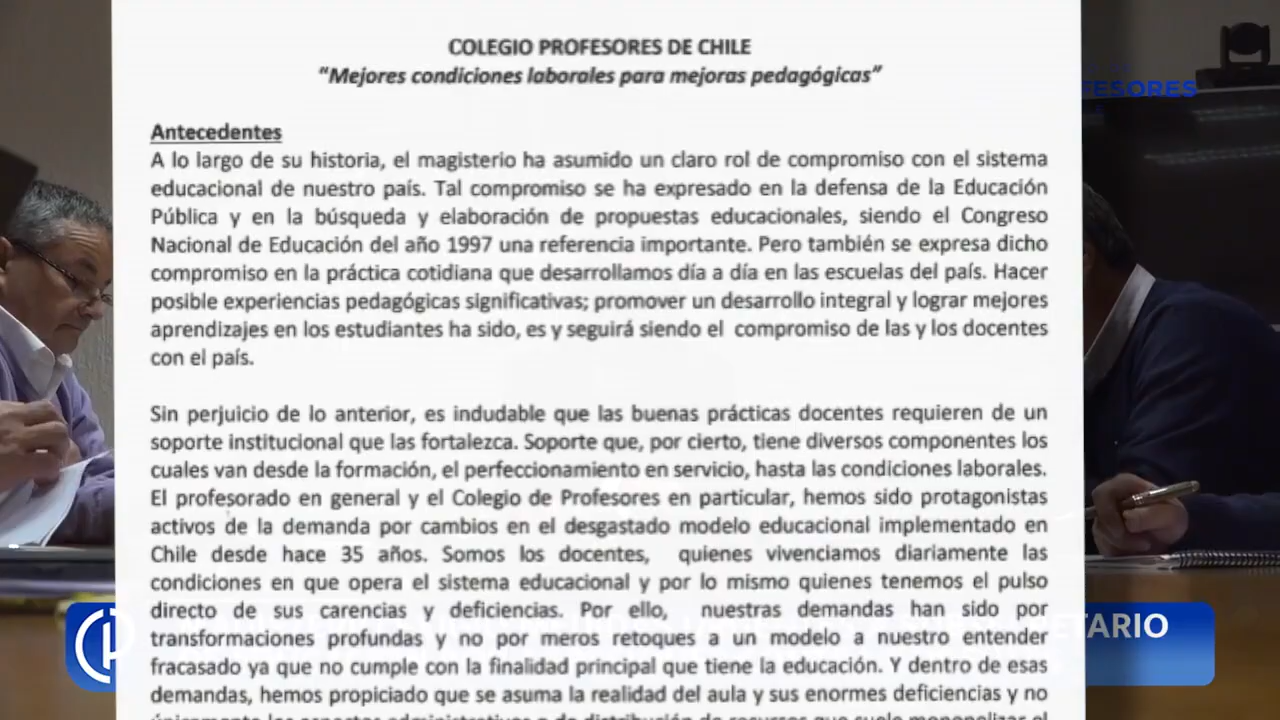 COLEGIO PROFESORES DE CHILE
“Mejores condiciones laborales para mejoras pedagógicas”
FESORES
Antecedentes
A lo largo de su historia, el magisterio ha asumido un claro rol de compromiso con el sistema
educacional de nuestro país. Tal compromiso se ha expresado en la defensa de la Educación
Pública y en la búsqueda y elaboración de propuestas educacionales, siendo el Congreso
Nacional de Educación del año 1997 una referencia importante. Pero también se expresa dicho
compromiso en la práctica cotidiana que desarrollamos día a día en las escuelas del país. Hacer
posible experiencias pedagógicas significativas; promover un desarrollo integral y lograr mejores
aprendizajes en los estudiantes ha sido, es y seguirá siendo el compromiso de las y los docentes
con el país.
Sin perjuicio de lo anterior, es indudable que las buenas prácticas docentes requieren de un
soporte institucional que las fortalezca. Soporte que, por cierto, tiene diversos componentes los
cuales van desde la formación, el perfeccionamiento en servicio, hasta las condiciones laborales.
El profesorado en general y el Colegio de Profesores en particular, hemos sido protagonistas
activos de la demanda por cambios en el desgastado modelo educacional implementado en
Chile desde hace 35 años. Somos los docentes, quienes vivenciamos diariamente las
condiciones en que opera el sistema educacional y por lo mismo quienes tenemos el pulso
directo de sus carencias y deficiencias. Por ello, nuestras demandas han sido por
transformaciones profundas y no por meros retoques a un modelo a nuestro entender
fracasado ya que no cumple con la finalidad principal que tiene la educación. Y dentro de esas
demandas, hemos propiciado que se asuma la realidad del aula y sus enormes deficiencias y no
ETARIO